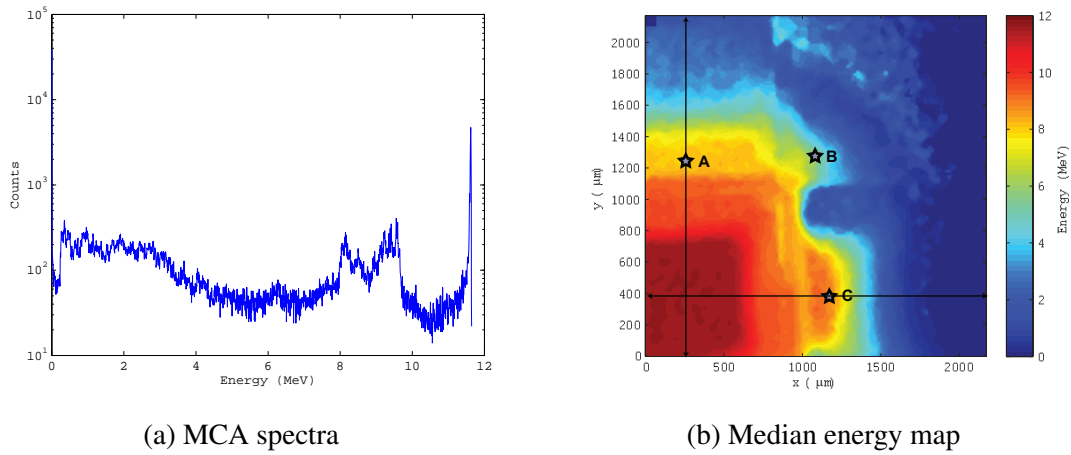 10^5
10^4
10^3
10^2
10^1
Counts
0 2 4 6 8 10 12
Energy (MeV)
(a) MCA spectra
2000
1800
1600
1400
1200
1000
800
600
400
200
0
y ( μm)
A
B
C
0 500 1000 1500 2000
x ( μm)
12
10
8
6
4
2
0
Energy (MeV)
(b) Median energy map